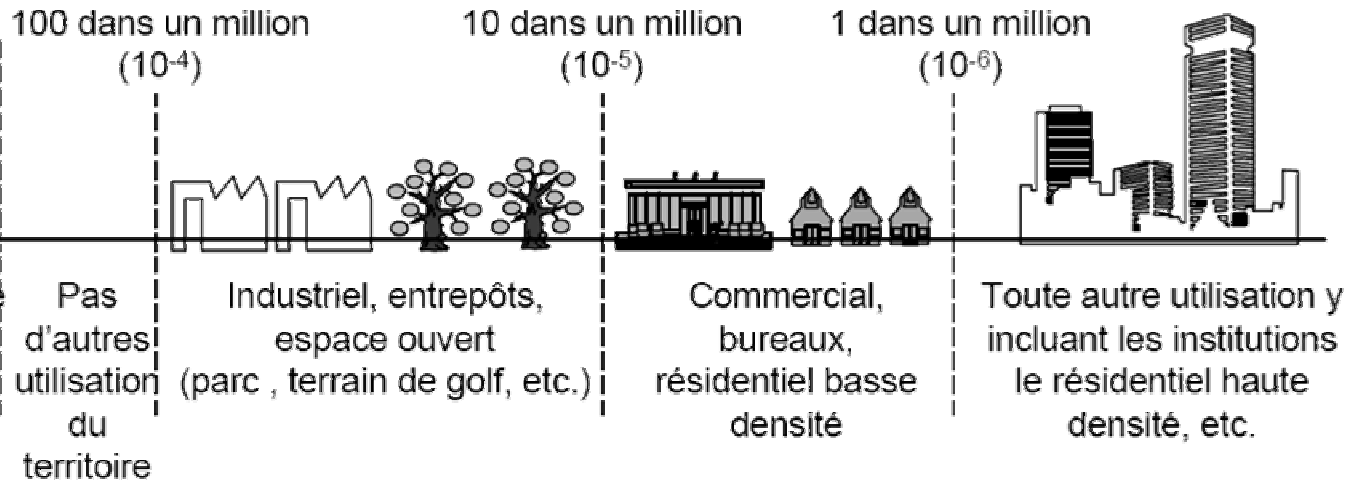 100 dans un million
(10-4)
10 dans un million
(10-5)
1 dans un million
(10-6)
Pas
d'autres
utilisation
du
territoire
Industriel, entrepôts,
espace ouvert
(parc , terrain de golf, etc.)
Commercial,
bureaux,
résidentiel basse
densité
Toute autre utilisation y
incluant les institutions
le résidentiel haute
densité, etc.